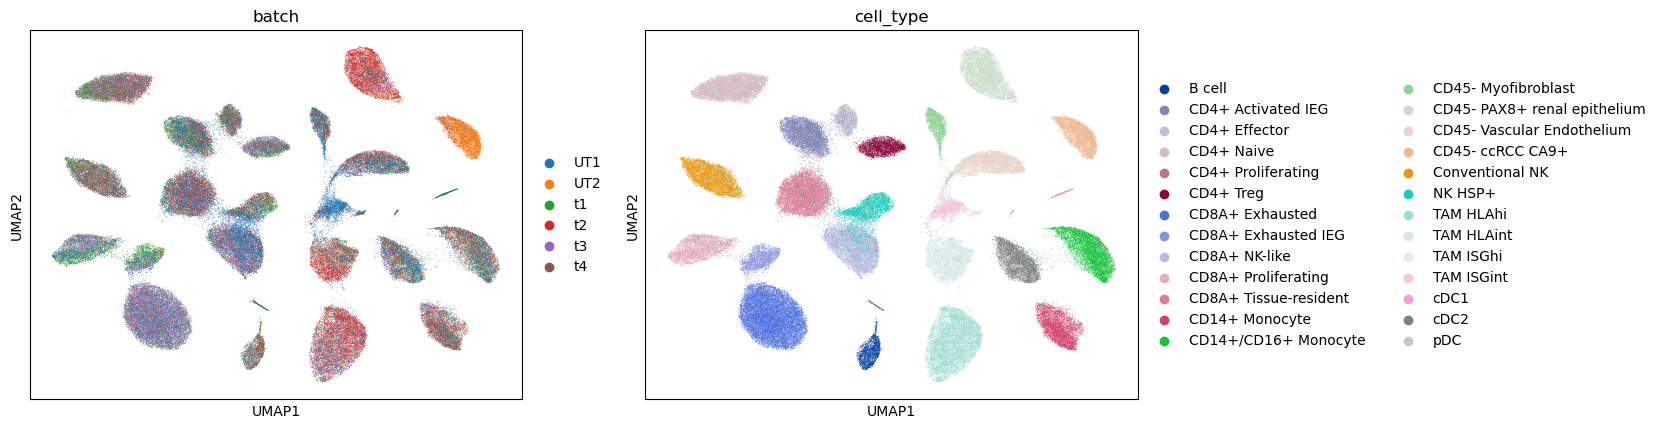 batch
UMAP2
UMAP1
UT1
UT2
t1
t2
t3
t4
cell_type
UMAP2
UMAP1
B cell
CD4+ Activated IEG
CD4+ Effector
CD4+ Naive
CD4+ Proliferating
CD4+ Treg
CD8A+ Exhausted
CD8A+ Exhausted IEG
CD8A+ NK-like
CD8A+ Proliferating
CD8A+ Tissue-resident
CD14+ Monocyte
CD14+/CD16+ Monocyte
CD45- Myofibroblast
CD45- PAX8+ renal epithelium
CD45- Vascular Endothelium
CD45- ccRCC CA9+
Conventional NK
NK HSP+
TAM HLAhi
TAM HLAint
TAM ISGhi
TAM ISGint
cDC1
cDC2
pDC